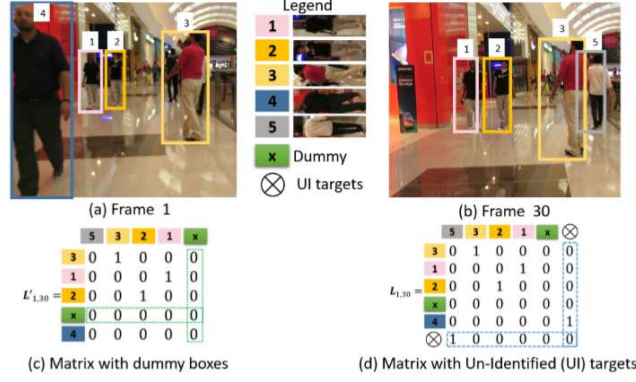 Legend
4
1
2
3
1
2
3
4
5
x Dummy
⊗ UI targets
1
2
3
5
(a) Frame 1
(b) Frame 30
5 3 2 1 x
3 0 1 0 0 0
1 0 0 0 1 0
L'1,30 = 2 0 0 1 0 0
x 0 0 0 0 0
4 0 0 0 0 0
5 3 2 1 x ⊗
3 0 1 0 0 0 0
1 0 0 0 1 0 0
L1,30 = 2 0 0 1 0 0 0
x 0 0 0 0 0 0
4 0 0 0 0 0 1
⊗ 1 0 0 0 0 0
(c) Matrix with dummy boxes
(d) Matrix with Un-Identified (UI) targets